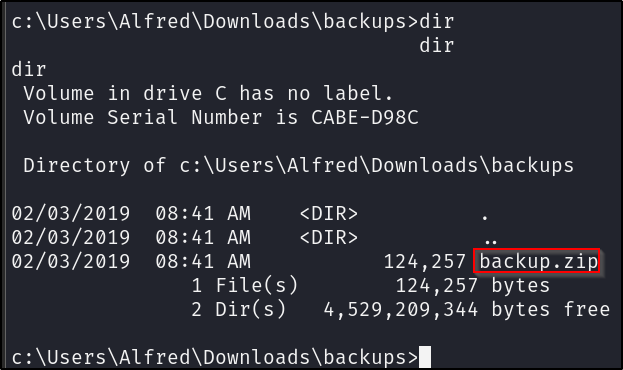 c:\Users\Alfred\Downloads\backups>dir
dir
dir
Volume in drive C has no label.
Volume Serial Number is CABE-D98C
Directory of c:\Users\Alfred\Downloads\backups
02/03/2019  08:41 AM    <DIR>          .
02/03/2019  08:41 AM    <DIR>          ..
02/03/2019  08:41 AM           124,257 backup.zip
1 File(s)        124,257 bytes
2 Dir(s)   4,529,209,344 bytes free
c:\Users\Alfred\Downloads\backups>